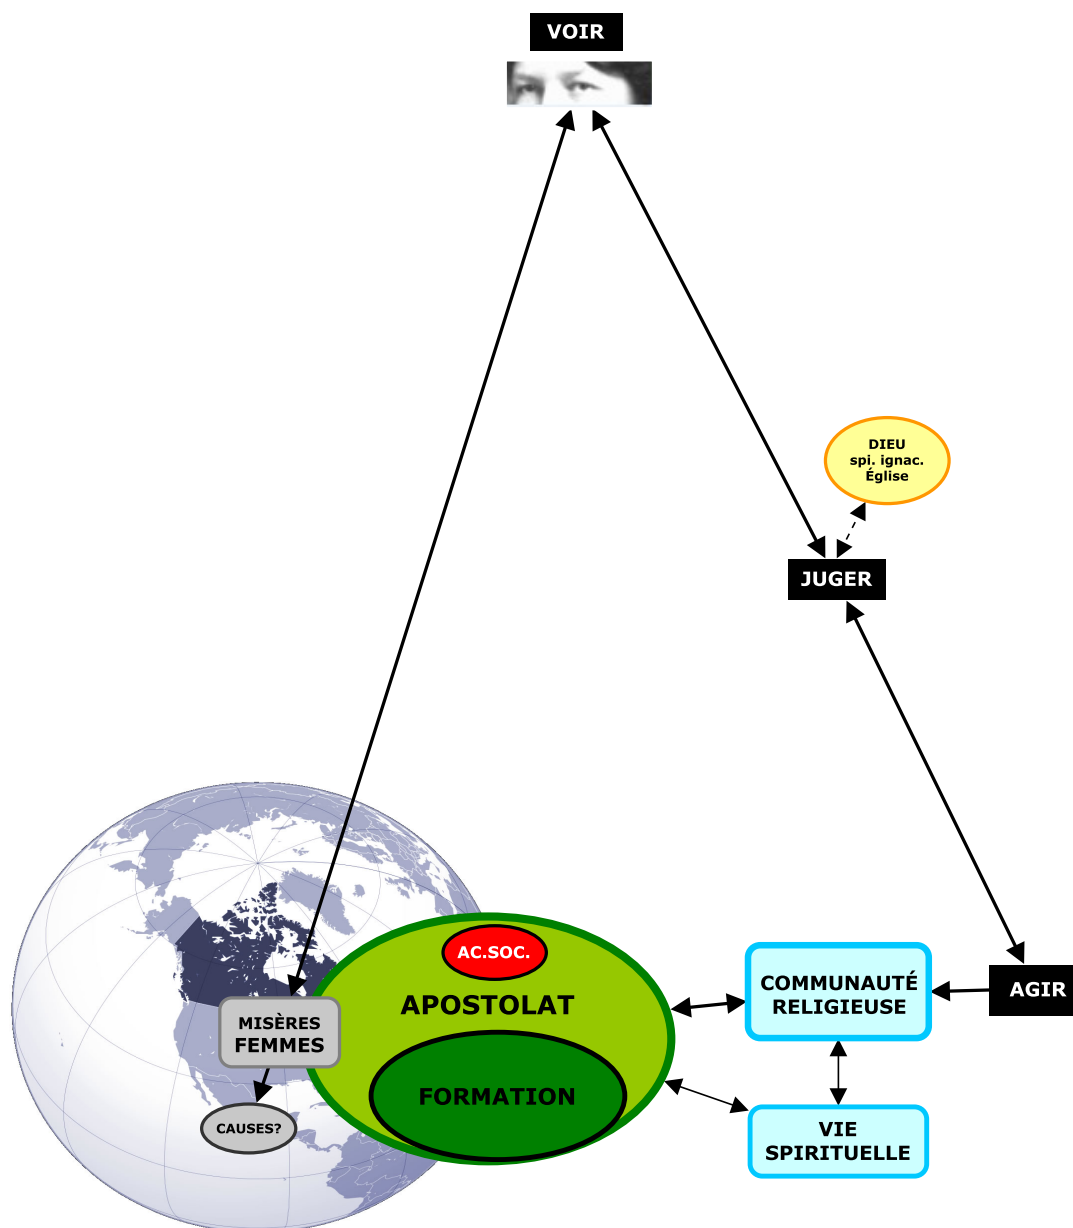 VOIR
DIEU
spi. ignac.
Église
JUGER
AC.SOC.
APOSTOLAT
COMMUNAUTÉ
RELIGIEUSE
AGIR
MISÈRES
FEMMES
FORMATION
CAUSES?
VIE
SPIRITUELLE